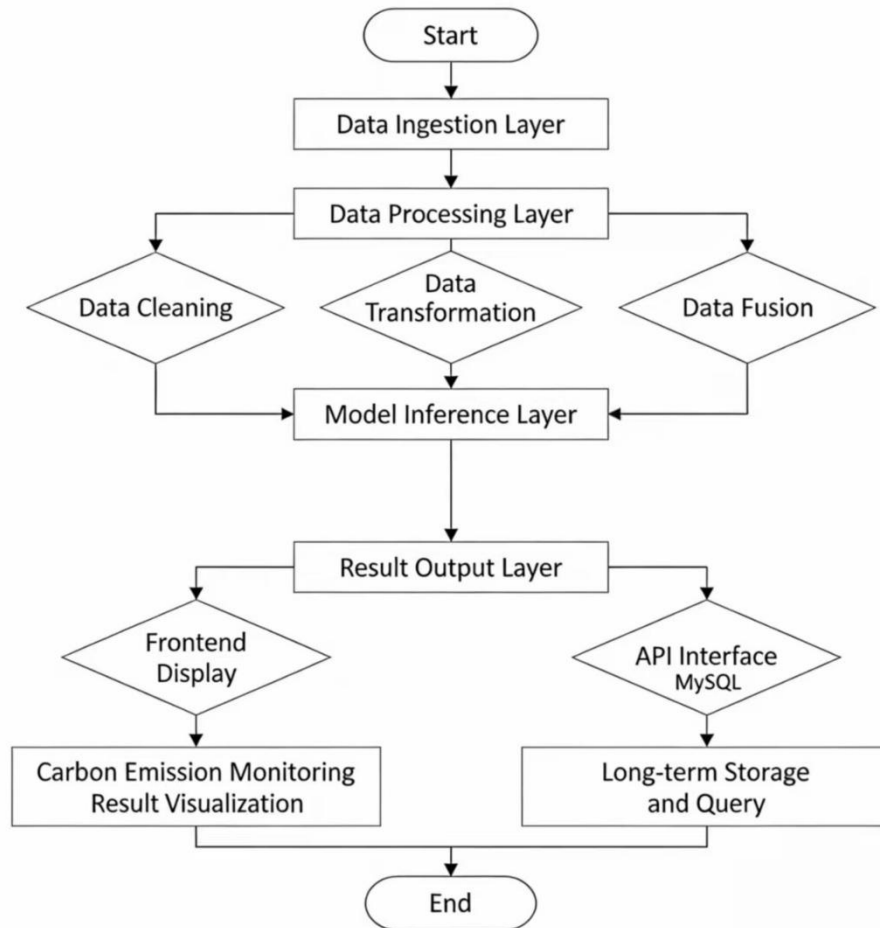 Start
Data Ingestion Layer
Data Processing Layer
Data Cleaning
Data
Transformation
Data Fusion
Model Inference Layer
Result Output Layer
Frontend
Display
API Interface
MySQL
Carbon Emission Monitoring
Result Visualization
Long-term Storage
and Query
End